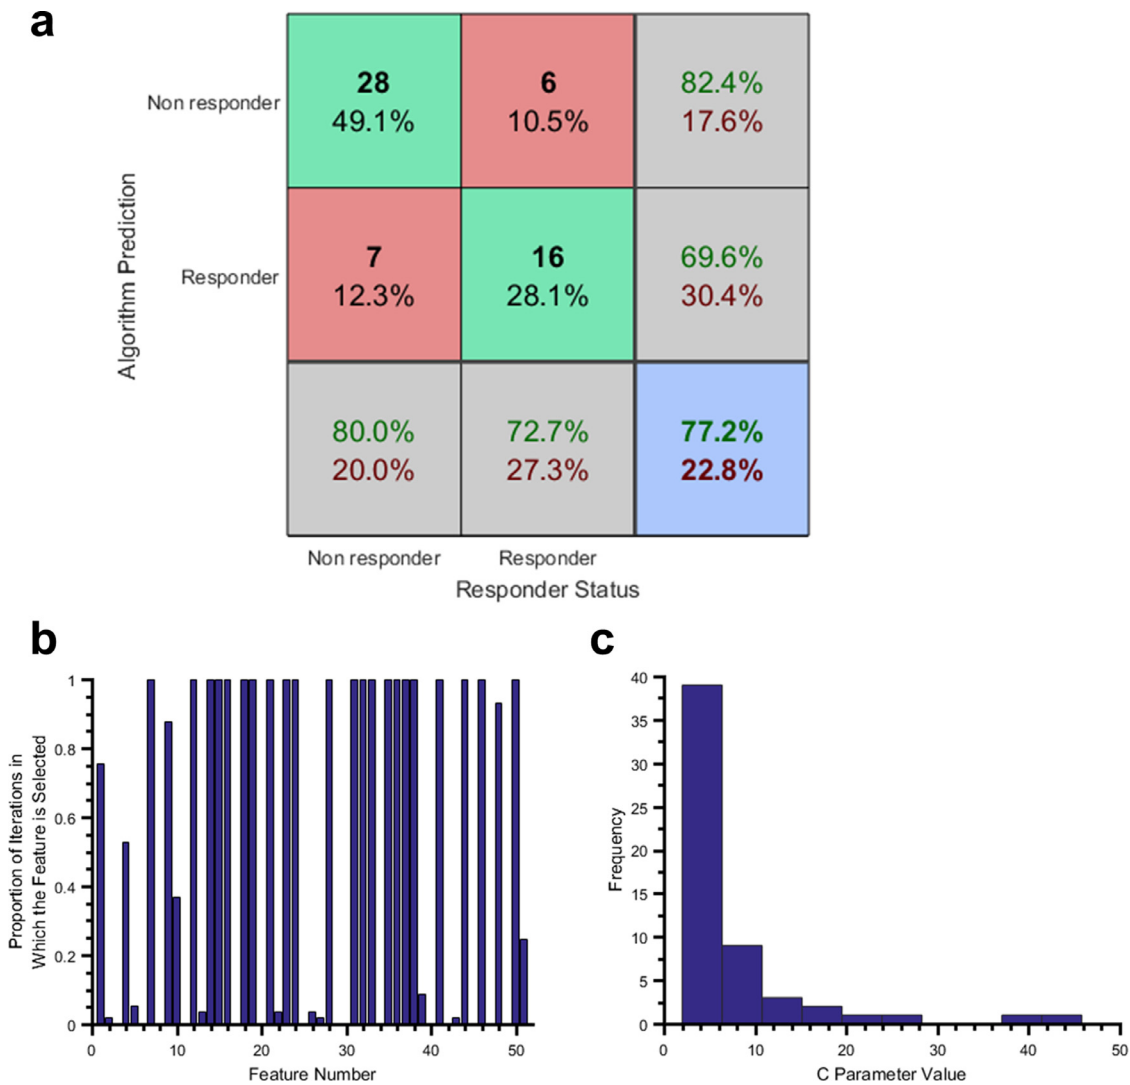 a
28
6
82.4%
Non responder
49.1%
10.5%
17.6%
Algorithm Prediction
7
16
69.6%
Responder
12.3%
28.1%
30.4%
80.0%
72.7%
77.2%
20.0%
27.3%
22.8%
Non responder
Responder
Responder Status
b
Proportion of Iterations in
Which the Feature is Selected
1
0.8
0.6
0.4
0.2
0
0 10 20 30 40 50
Feature Number
c
Frequency
40
35
30
25
20
15
10
5
0
0 10 20 30 40 50
C Parameter Value